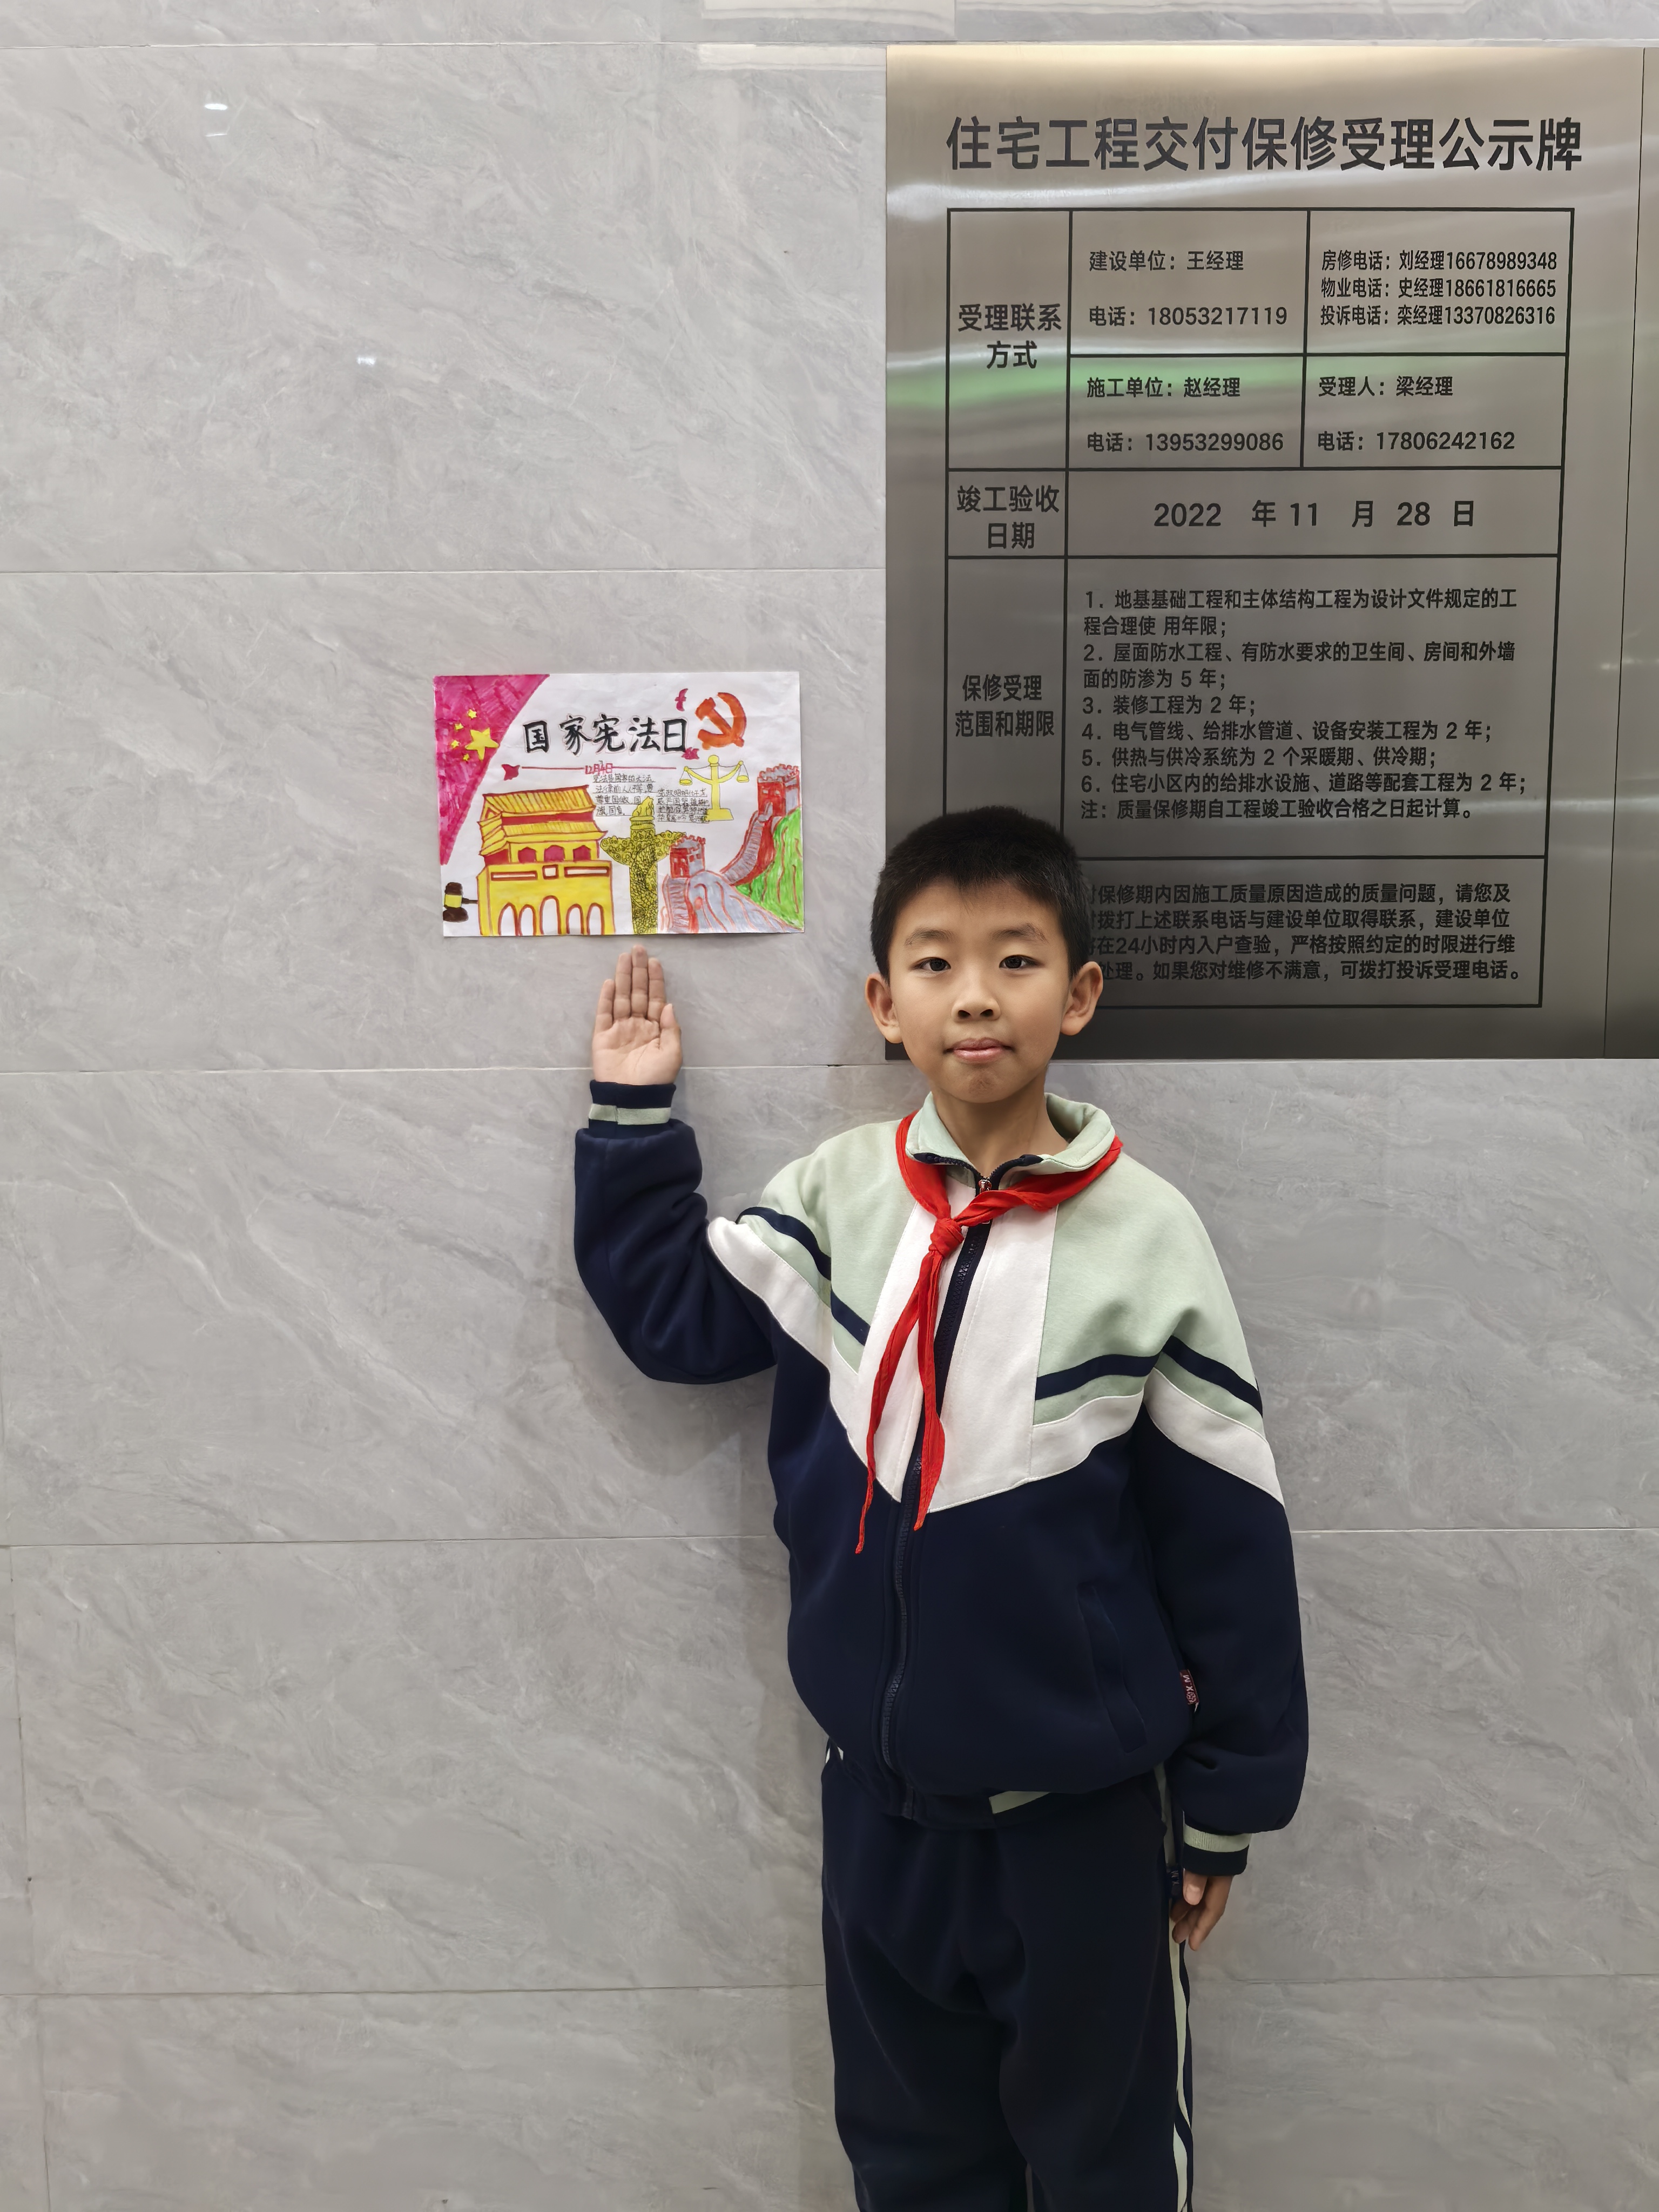 住宅工程交付保修受理公示牌
受理联系
方式
建设单位：王经理
电话：18053217119
房修电话：刘经理16678989348
物业电话：史经理18661816665
投诉电话：栾经理13370826316
施工单位：赵经理
电话：13953299086
受理人：梁经理
电话：17806242162
竣工验收
日期
2022 年 11 月 28 日
保修受理
范围和期限
1．地基基础工程和主体结构工程为设计文件规定的工
程合理使 用年限；
2．屋面防水工程、有防水要求的卫生间、房间和外墙
面的防渗为 5 年；
3．装修工程为 2 年；
4．电气管线、给排水管道、设备安装工程为 2 年；
5．供热与供冷系统为 2 个采暖期、供冷期；
6．住宅小区内的给排水设施、道路等配套工程为 2 年；
注：质量保修期自工程竣工验收合格之日起计算。
保修期内因施工质量原因造成的质量问题，请您及
拨打上述联系电话与建设单位取得联系，建设单位
在24小时内入户查验，严格按照约定的时限进行维
处理。如果您对维修不满意，可拨打投诉受理电话。
国家宪法日
12月4日